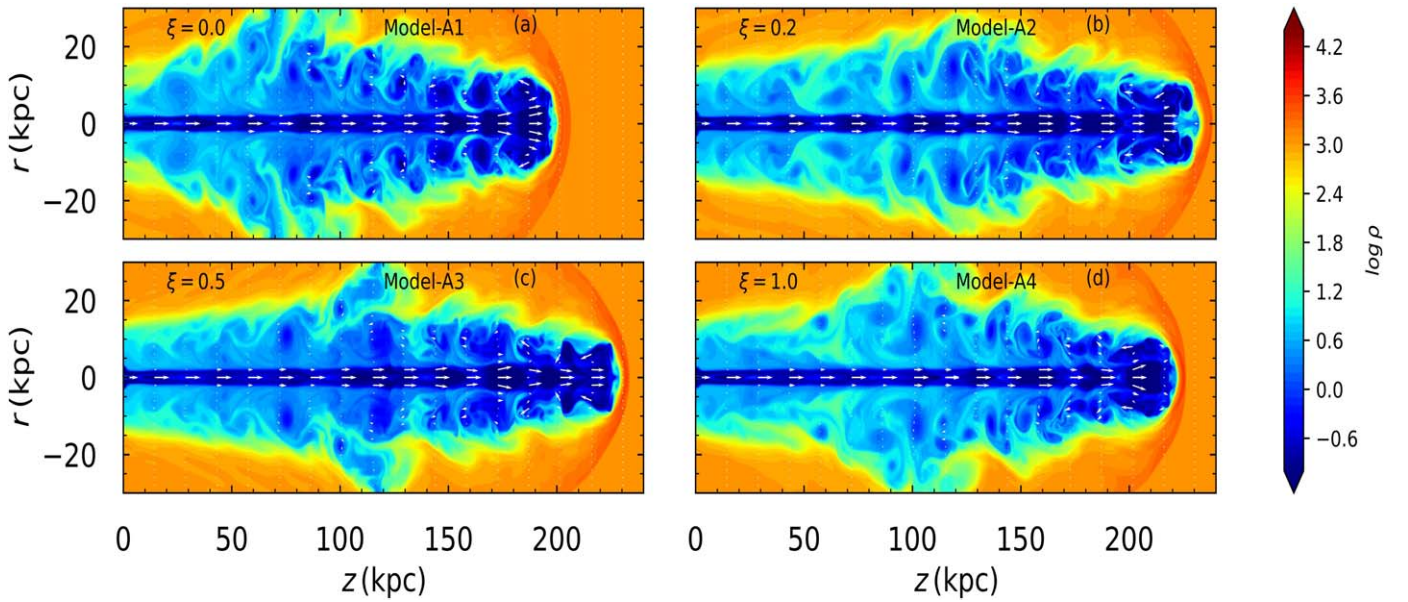 ξ = 0.0 Model-A1 (a)
ξ = 0.2 Model-A2 (b)
20
0
−20
r (kpc)
ξ = 0.5 Model-A3 (c)
ξ = 1.0 Model-A4 (d)
20
0
−20
r (kpc)
0 50 100 150 200
z (kpc)
0 50 100 150 200
z (kpc)
4.2
3.6
3.0
2.4
1.8
1.2
0.6
0.0
−0.6
log ρ